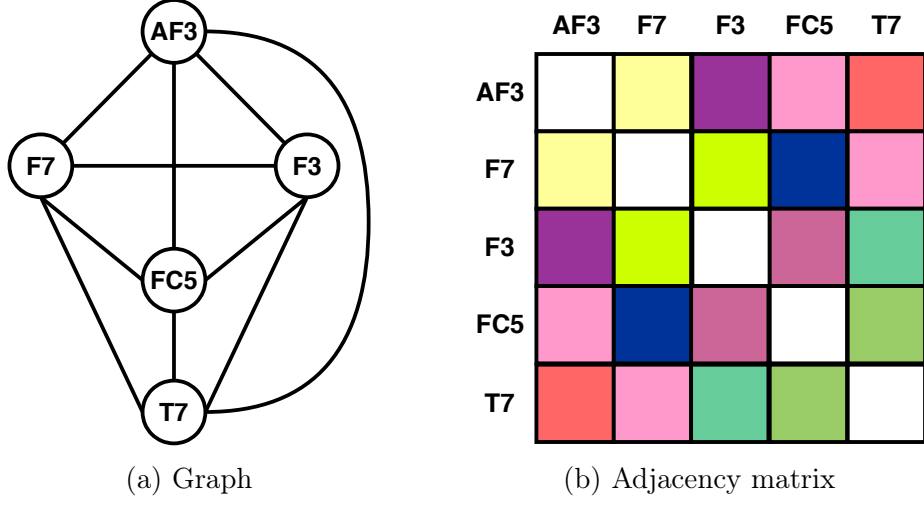 AF3
F7
F3
FC5
T7
(a) Graph
AF3 F7 F3 FC5 T7
AF3
F7
F3
FC5
T7
(b) Adjacency matrix